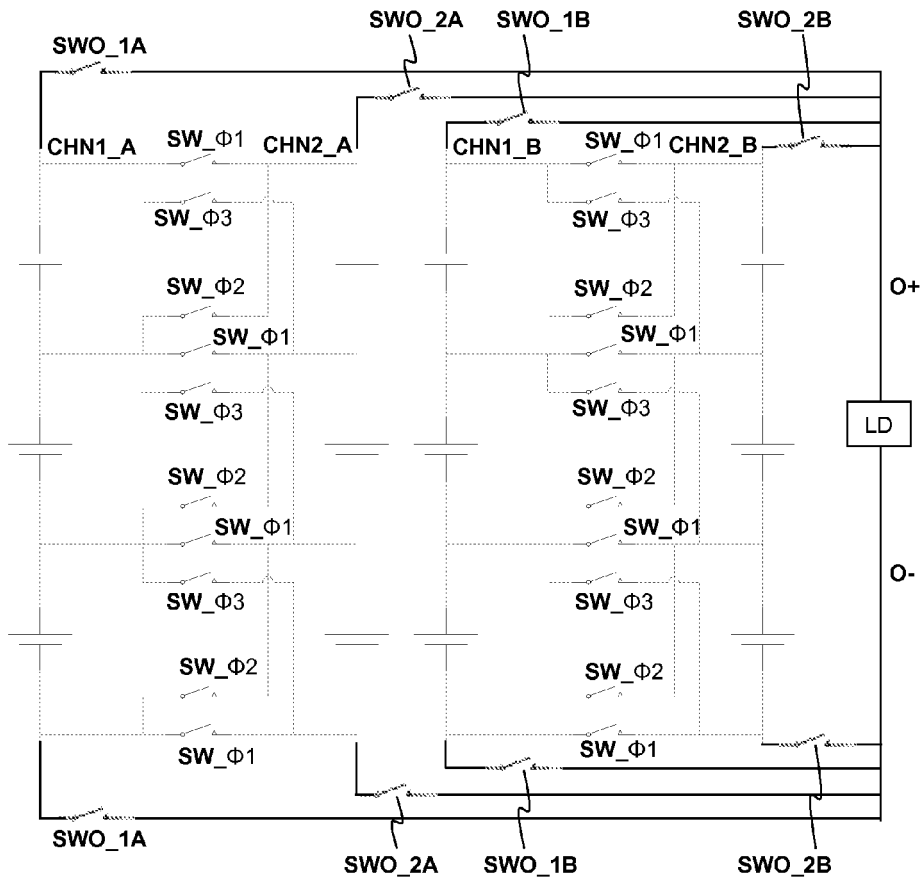 SWO_2A SWO_1B SWO_2B
SWO_1A
CHN1_A SW_Φ1 CHN2_A CHN1_B SW_Φ1 CHN2_B
SW_Φ3 SW_Φ3
SW_Φ2 SW_Φ2 O+
SW_Φ1 SW_Φ1
SW_Φ3 SW_Φ3
LD
SW_Φ2 SW_Φ2
SW_Φ1 SW_Φ1
O-
SW_Φ3 SW_Φ3
SW_Φ2 SW_Φ2
SW_Φ1 SW_Φ1
SWO_1A
SWO_2A SWO_1B SWO_2B